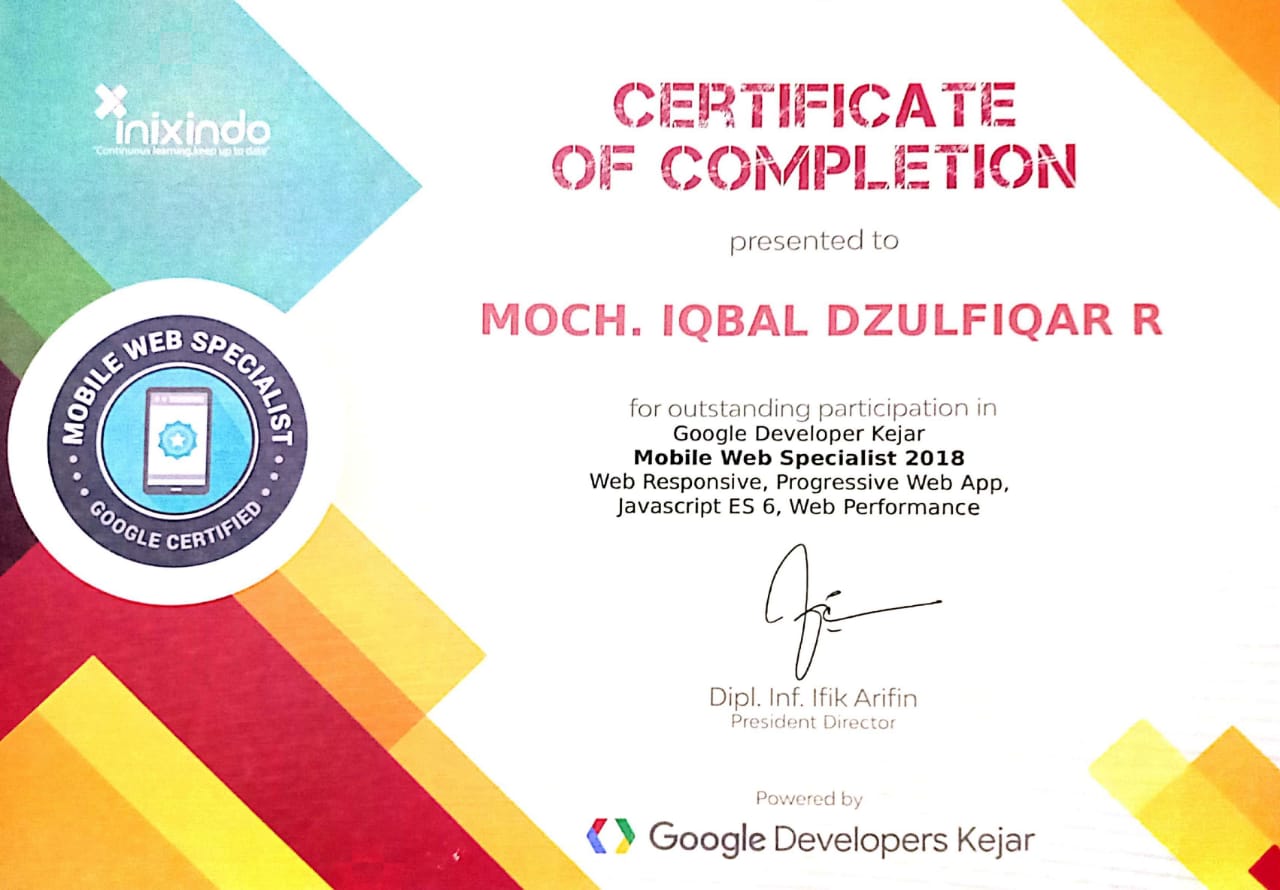 inixindo
"Continuous learning,keep up to date"
CERTIFICATE
OF COMPLETION
presented to
MOCH. IQBAL DZULFIQAR R
MOBILE WEB SPECIALIST
GOOGLE CERTIFIED
for outstanding participation in
Google Developer Kejar
Mobile Web Specialist 2018
Web Responsive, Progressive Web App,
Javascript ES 6, Web Performance
Dipl. Inf. Ifik Arifin
President Director
Powered by
Google Developers Kejar